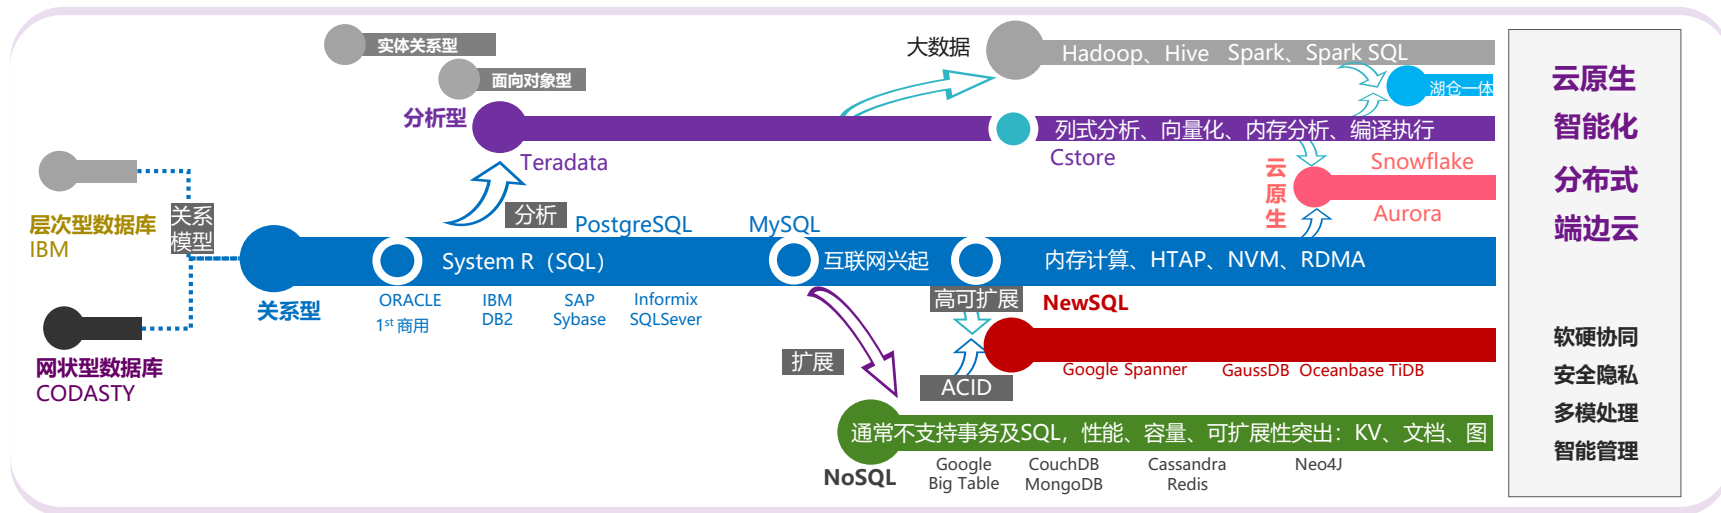 实体关系型
面向对象型
大数据
Hadoop、Hive Spark、Spark SQL
湖仓一体
分析型
列式分析、向量化、内存分析、编译执行
Teradata
Cstore
云原生
Snowflake
Aurora
层次型数据库
IBM
关系
模型
分析
PostgreSQL
MySQL
System R（SQL）
互联网兴起
内存计算、HTAP、NVM、RDMA
关系型
ORACLE
1st 商用
IBM
DB2
SAP
Sybase
Informix
SQLSever
高可扩展
NewSQL
网状型数据库
CODASTY
扩展
ACID
Google Spanner
GaussDB Oceanbase TiDB
通常不支持事务及SQL，性能、容量、可扩展性突出：KV、文档、图
NoSQL
Google
Big Table
CouchDB
MongoDB
Cassandra
Redis
Neo4J
云原生
智能化
分布式
端边云
软硬协同
安全隐私
多模处理
智能管理